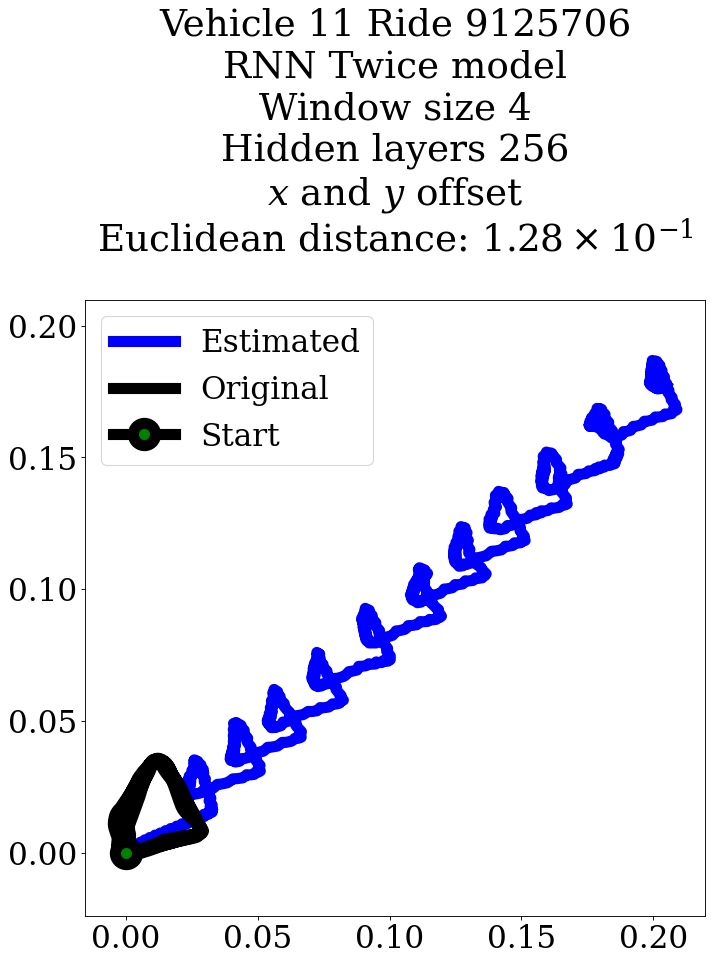 Vehicle 11 Ride 9125706
RNN Twice model
Window size 4
Hidden layers 256
x and y offset
Euclidean distance: 1.28 × 10⁻¹
Estimated
Original
Start
0.20
0.15
0.10
0.05
0.00
0.00 0.05 0.10 0.15 0.20